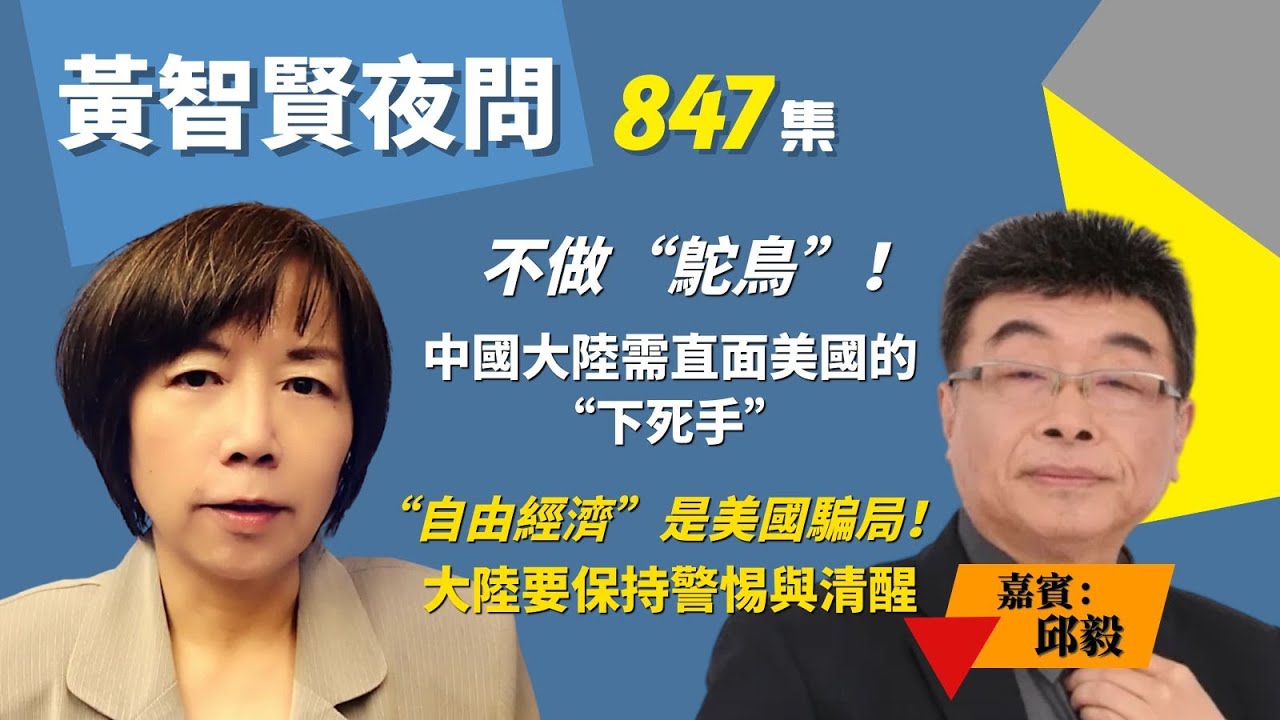 黃智賢夜問 847集
不做“鴕鳥”!
中國大陸需直面美國的
“下死手”
“自由經濟”是美國騙局!
大陸要保持警惕與清醒
嘉賓:
邱毅